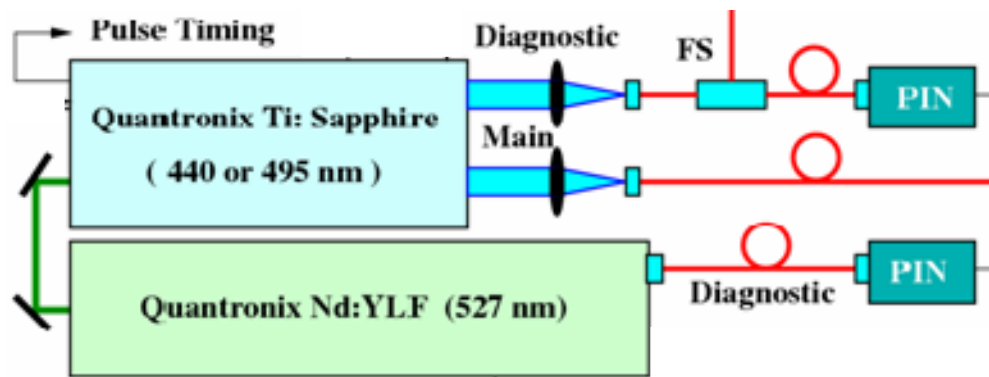 Pulse Timing
Diagnostic
FS
Quantronix Ti: Sapphire
( 440 or 495 nm )
PIN
Main
Quantronix Nd:YLF (527 nm)
Diagnostic
PIN